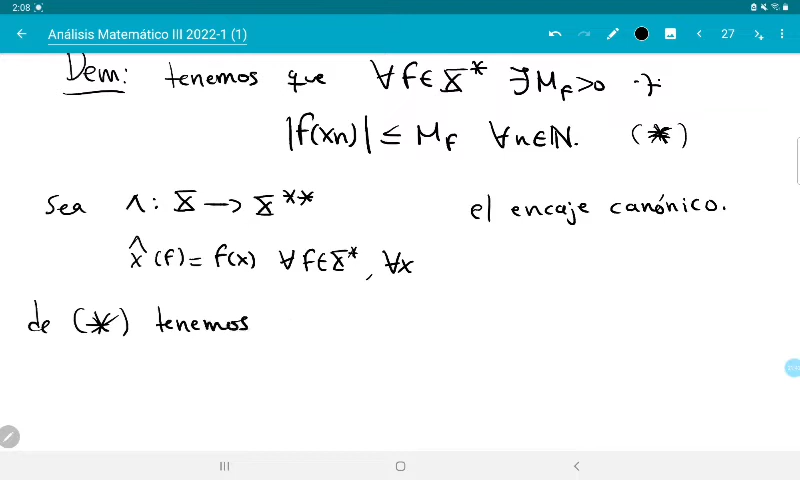 2:08
Análisis Matemático III 2022-1 (1)
27
Dem: tenemos que ∀f∈X* ∃M_f>0 ·∋·
|f(xn)| ≤ M_f ∀n∈ℕ. (*)
Sea ∧: X → X** el encaje canónico.
x̂(f) = f(x) ∀f∈X*, ∀x
de (*) tenemos